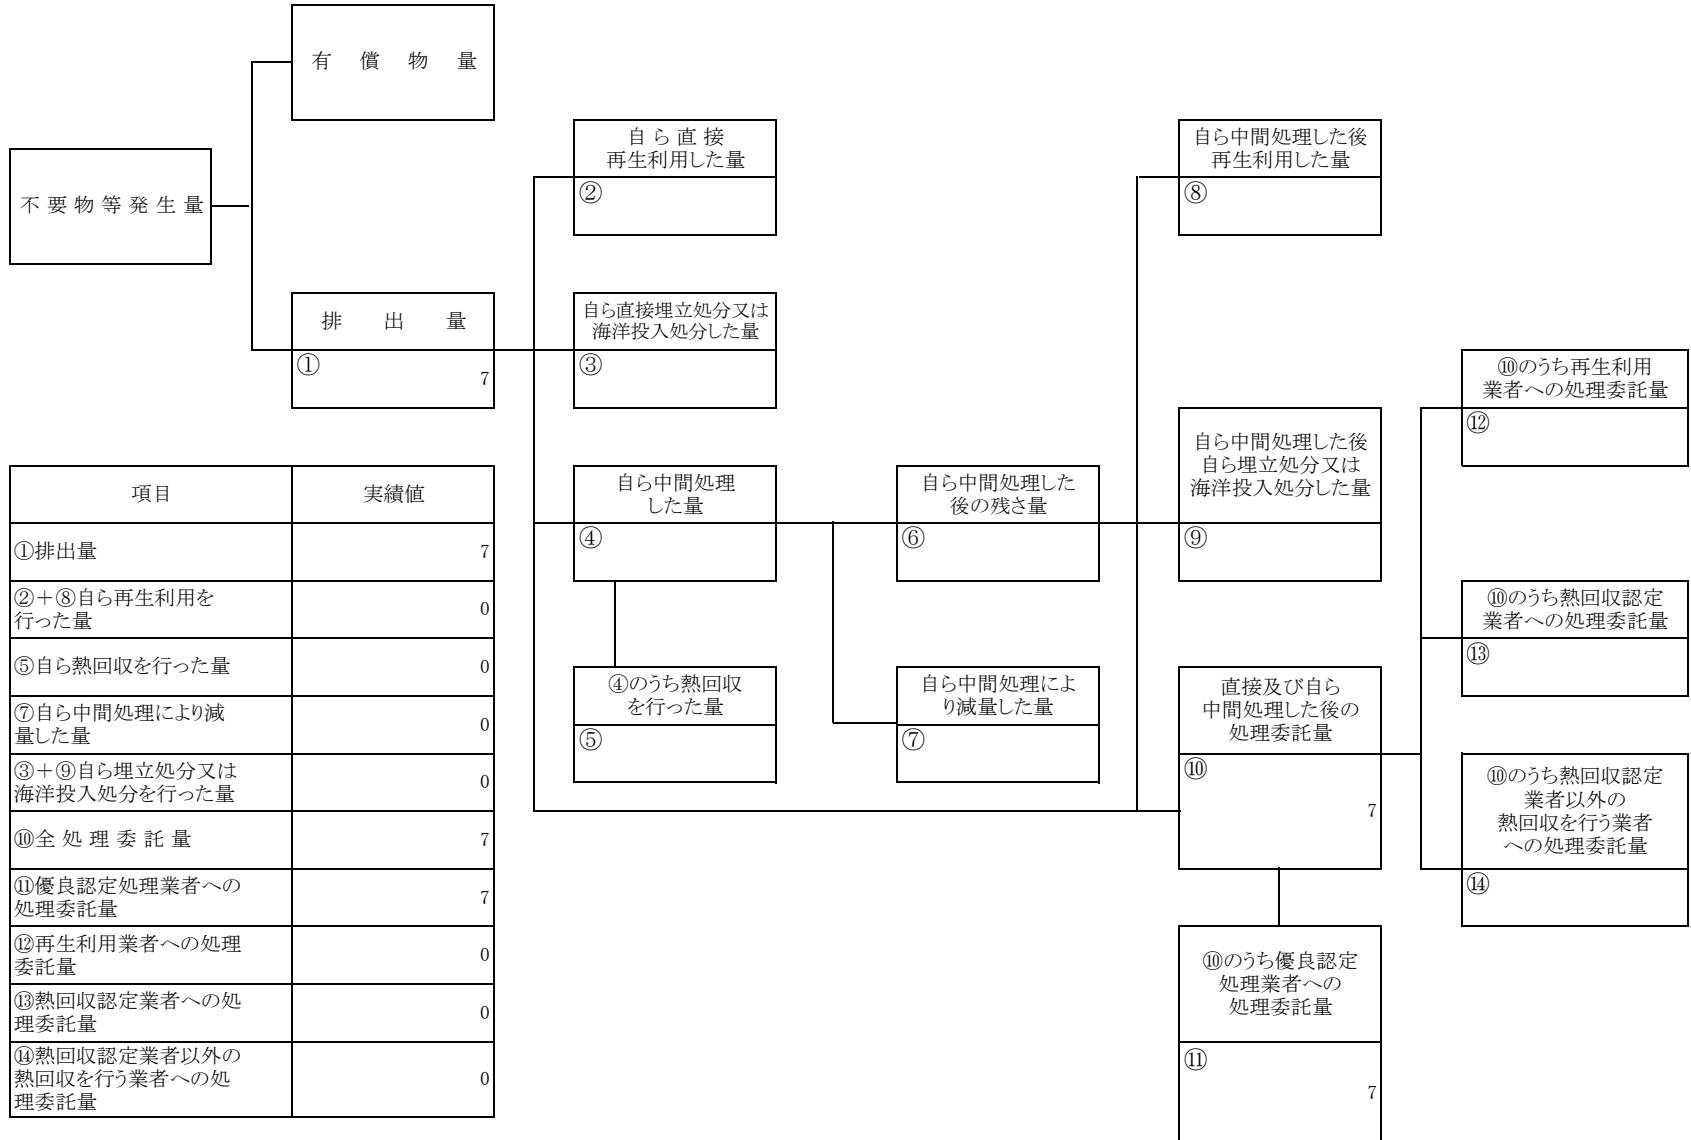 有償物量
不要物等発生量
排出量
①
7
自ら直接
再生利用した量
②
自ら直接埋立処分又は
海洋投入処分した量
③
自ら中間処理
した量
④
④のうち熱回収
を行った量
⑤
自ら中間処理した
後の残さ量
⑥
自ら中間処理によ
り減量した量
⑦
自ら中間処理した後
再生利用した量
⑧
自ら中間処理した後
自ら埋立処分又は
海洋投入処分した量
⑨
直接及び自ら
中間処理した後の
処理委託量
⑩
7
⑩のうち優良認定
処理業者への
処理委託量
⑪
7
⑩のうち再生利用
業者への処理委託量
⑫
⑩のうち熱回収認定
業者への処理委託量
⑬
⑩のうち熱回収認定
業者以外の
熱回収を行う業者
への処理委託量
⑭
項目 実績値
①排出量 7
②+⑧自ら再生利用を
行った量 0
⑤自ら熱回収を行った量 0
⑦自ら中間処理により減
量した量 0
③+⑨自ら埋立処分又は
海洋投入処分を行った量 0
⑩全処理委託量 7
⑪優良認定処理業者への
処理委託量 7
⑫再生利用業者への処理
委託量 0
⑬熱回収認定業者への処
理委託量 0
⑭熱回収認定業者以外の
熱回収を行う業者への処 0
理委託量